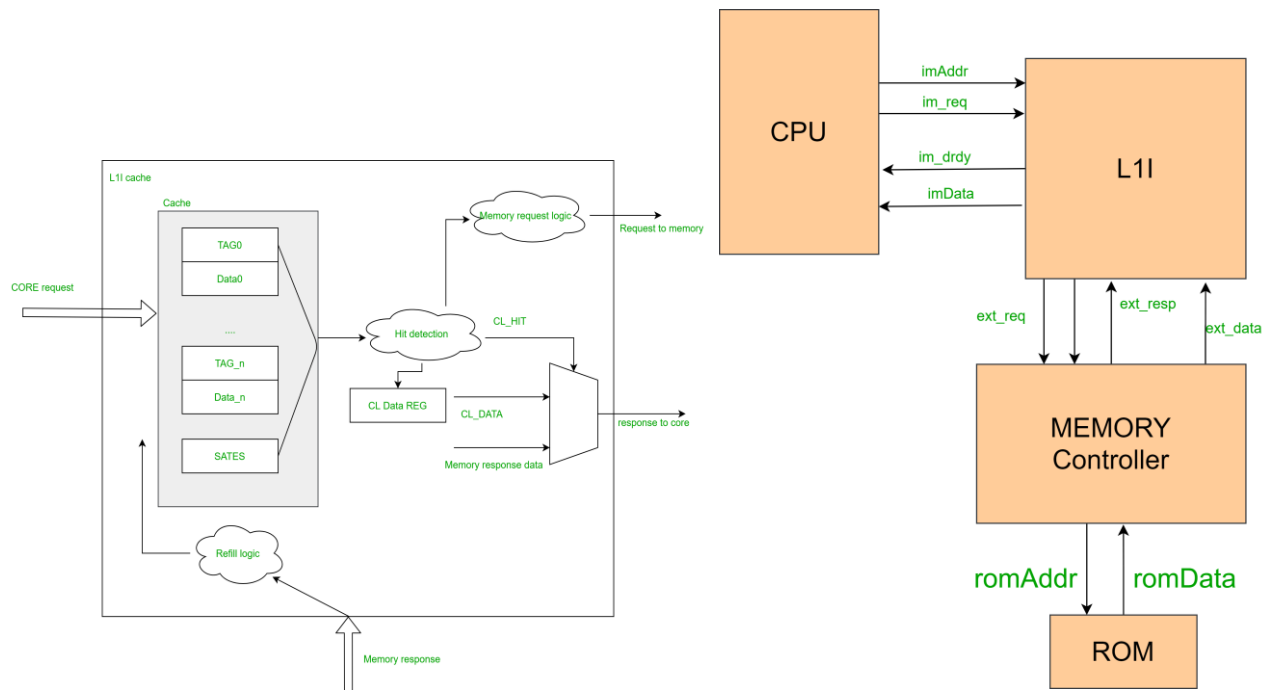 L1I cache
Cache
TAG0
Data0
....
TAG_n
Data_n
SATES
CORE request
Refill logic
Memory response
Hit detection
CL_HIT
CL Data REG
CL_DATA
Memory response data
Memory request logic
Request to memory
response to core
CPU
imAddr
im_req
im_drdy
imData
L1I
ext_req
ext_resp
ext_data
MEMORY
Controller
romAddr
romData
ROM